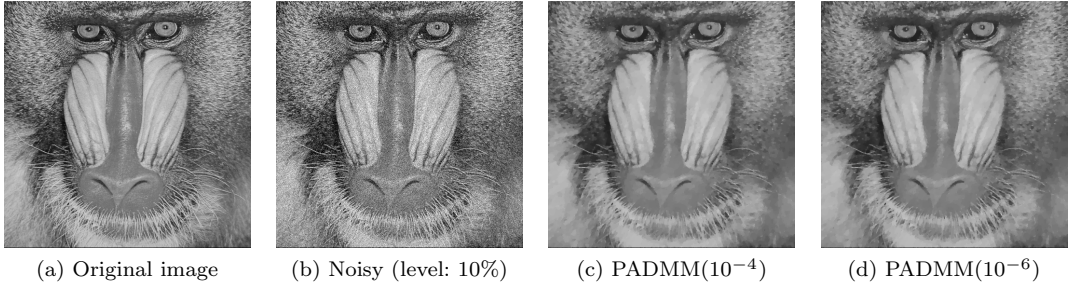 (a) Original image
(b) Noisy (level: 10%)
(c) PADMM(10⁻⁴)
(d) PADMM(10⁻⁶)